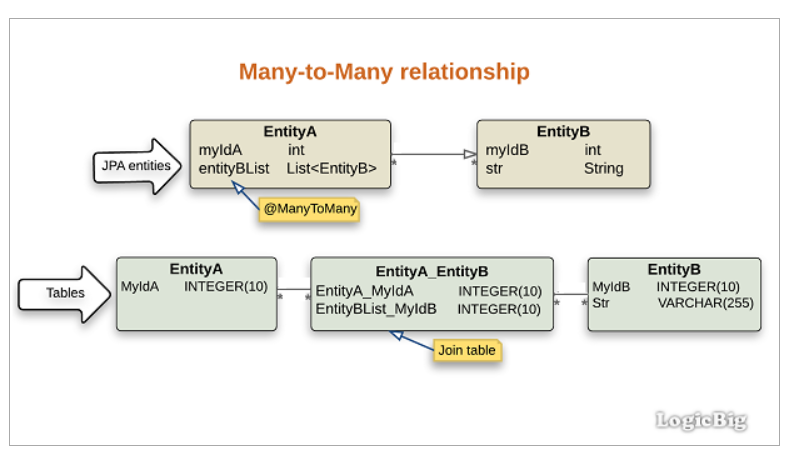 Many-to-Many relationship
JPA entities
EntityA
myIdA int
entityBList List<EntityB>
*
*
EntityB
myIdB int
str String
@ManyToMany
Tables
EntityA
MyIdA INTEGER(10)
*
*
EntityA_EntityB
EntityA_MyIdA INTEGER(10)
EntityBList_MyIdB INTEGER(10)
*
*
EntityB
MyIdB INTEGER(10)
Str VARCHAR(255)
Join table
LogicBig